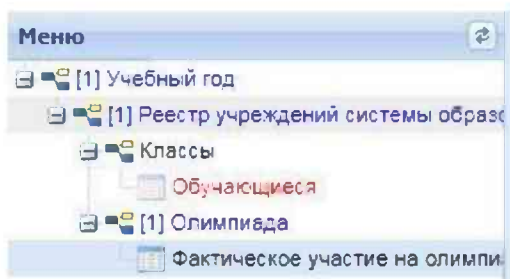 Меню
[1] Учебный год
[1] Реестр учреждений системы образо
Классы
Обучающиеся
[1] Олимпиада
Фактическое участие на олимпи